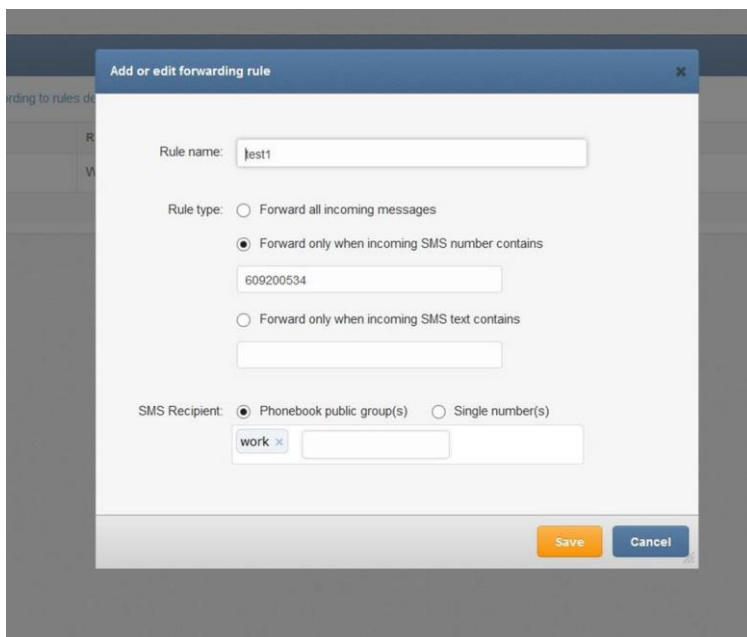 Add or edit forwarding rule
rding to rules de
R
W
Rule name: test1
Rule type: Forward all incoming messages
Forward only when incoming SMS number contains
609200534
Forward only when incoming SMS text contains
SMS Recipient: Phonebook public group(s) Single number(s)
work ×
Save Cancel